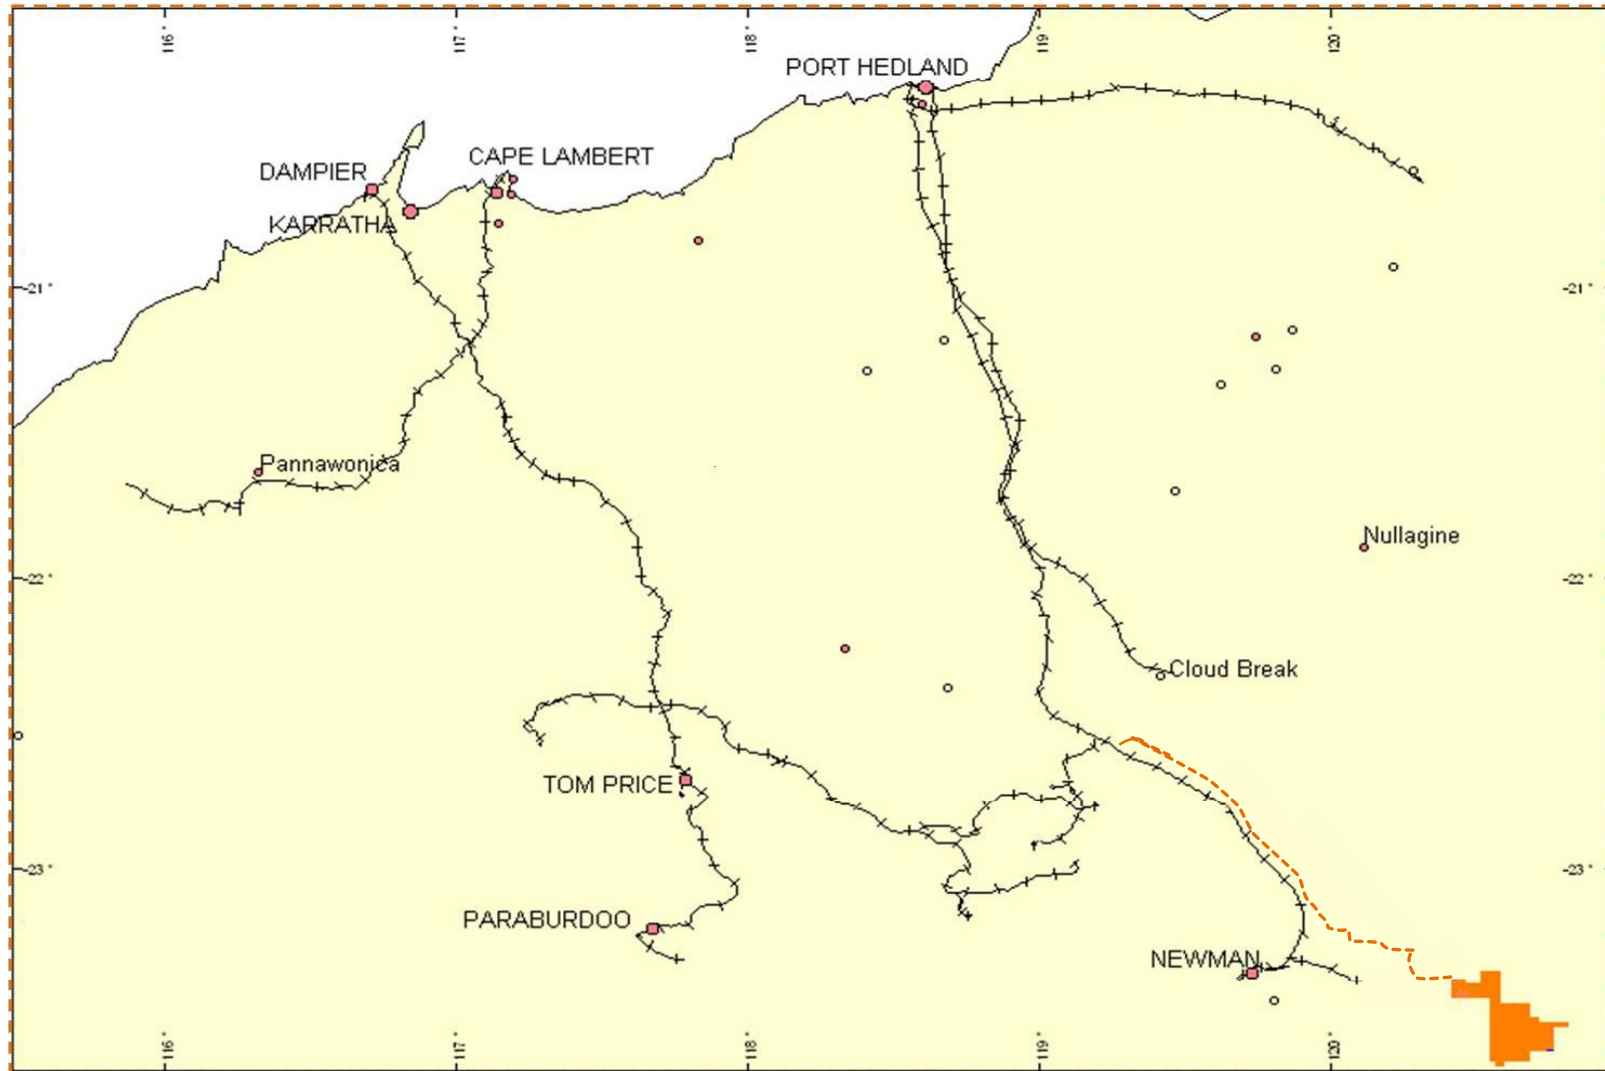 116°
117°
118°
119°
120°
PORT HEDLAND
CAPE LAMBERT
DAMPIER
KARRATHA
-21°
-21°
Pannawonica
Nullagine
-22°
-22°
Cloud Break
TOM PRICE
-23°
-23°
PARABURDOO
NEWMAN
116°
117°
118°
119°
120°